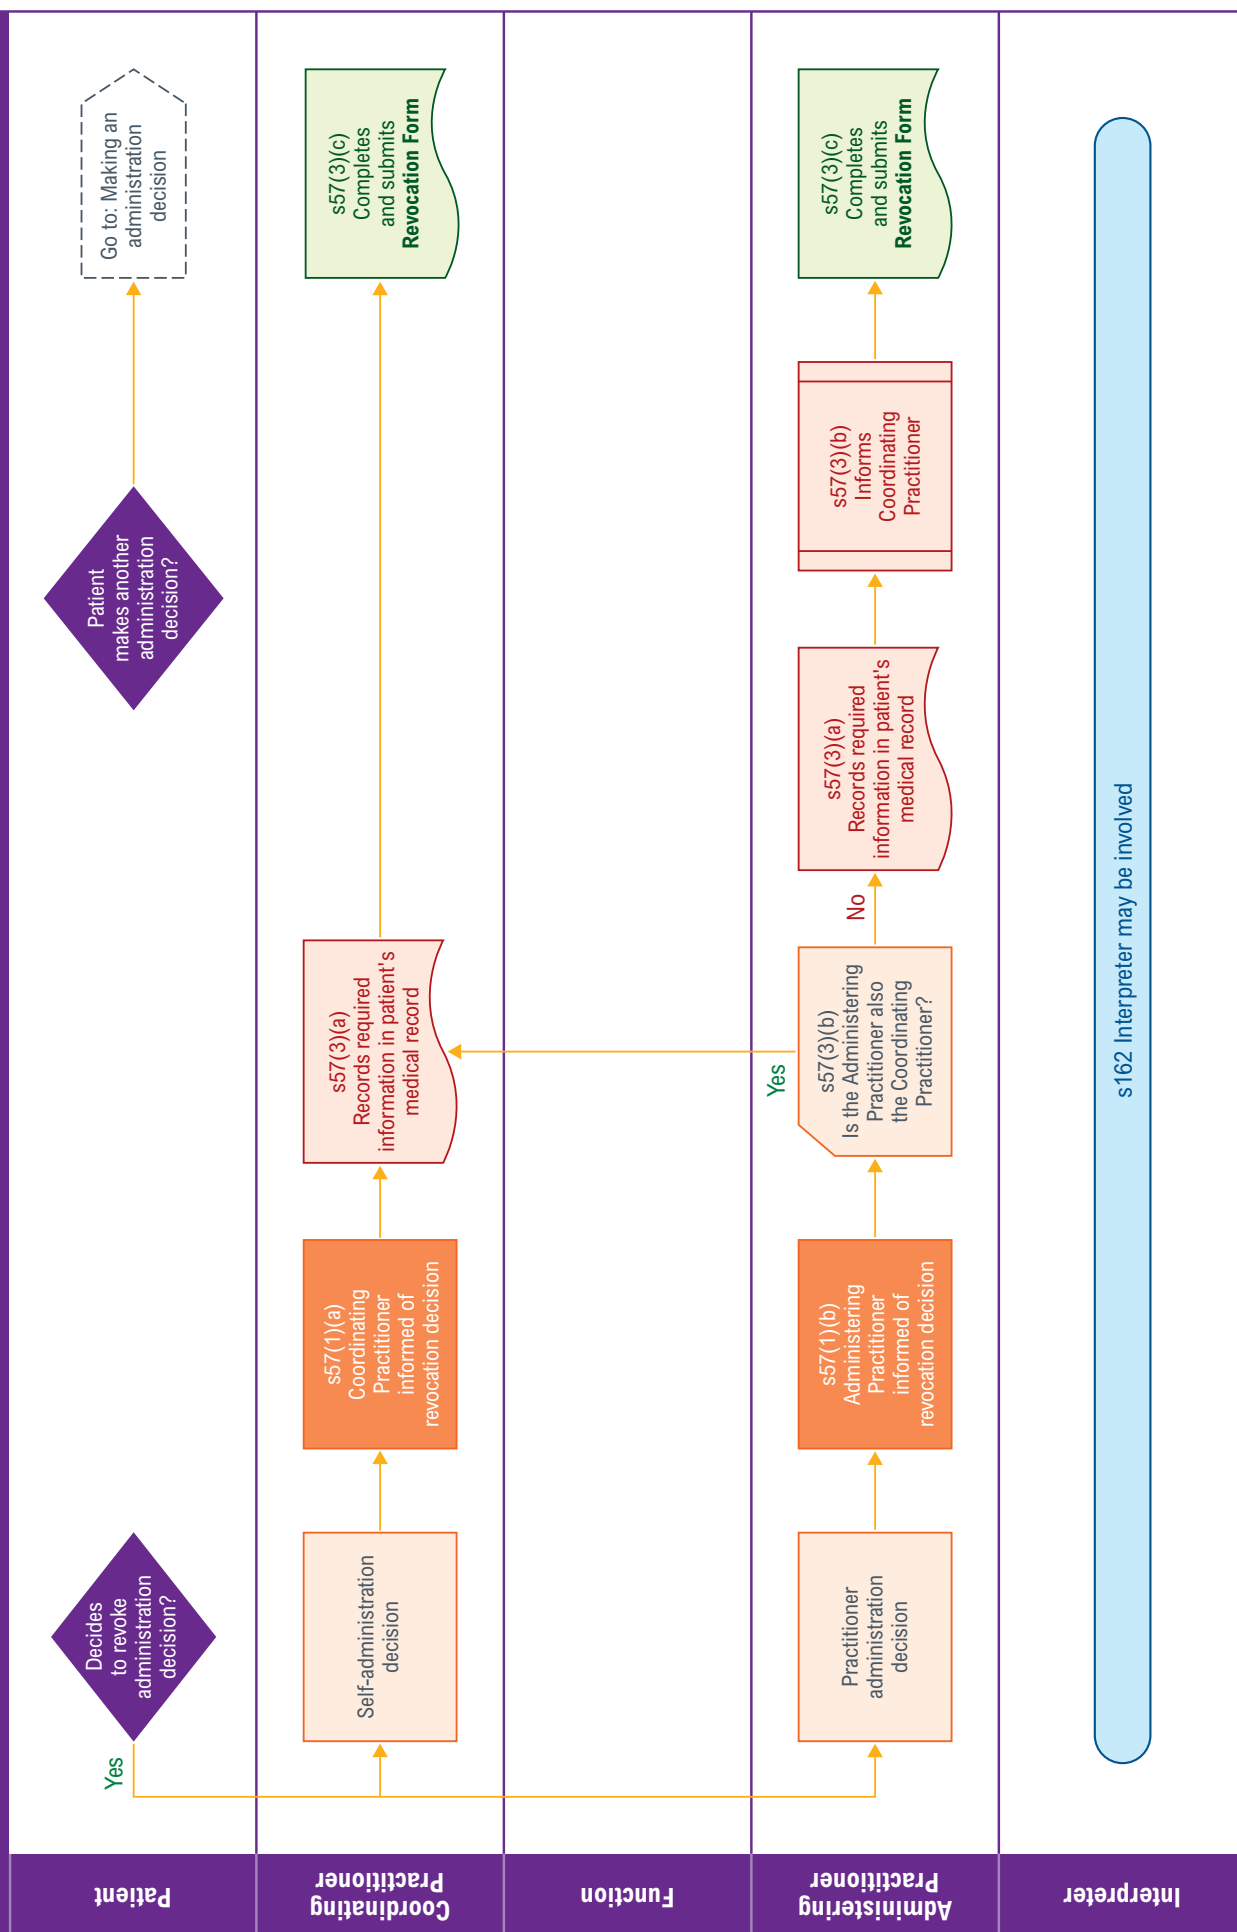 Patient
Decides
to revoke
administration
decision?
Yes
Patient
makes another
administration
decision?
Go to: Making an
administration
decision
Coordinating
Practitioner
Self-administration
decision
s57(1)(a)
Coordinating
Practitioner
informed of
revocation decision
s57(3)(a)
Records required
information in patient's
medical record
s57(3)(c)
Completes
and submits
Revocation Form
Function
Administering
Practitioner
Practitioner
administration
decision
s57(1)(b)
Administering
Practitioner
informed of
revocation decision
Yes
s57(3)(b)
Is the Administering
Practitioner also
the Coordinating
Practitioner?
No
s57(3)(a)
Records required
information in patient's
medical record
s57(3)(b)
Informs
Coordinating
Practitioner
s57(3)(c)
Completes
and submits
Revocation Form
Interpreter
s162 Interpreter may be involved